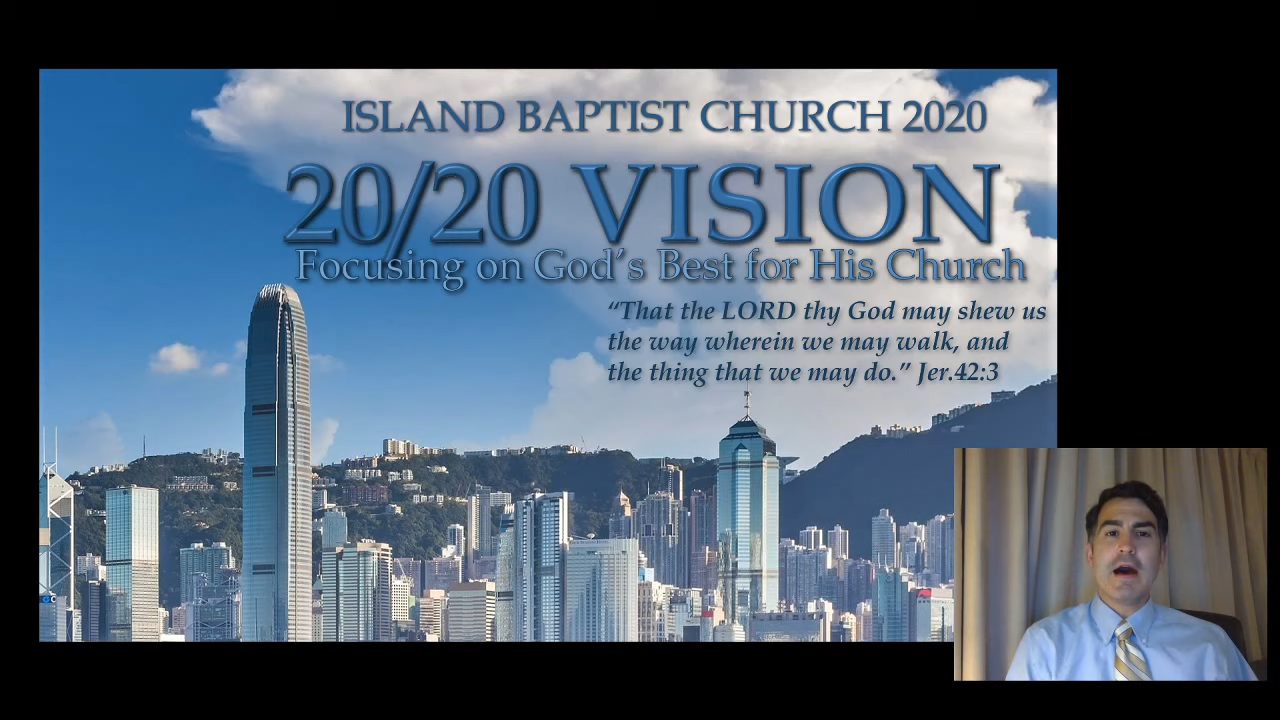 ISLAND BAPTIST CHURCH 2020
20/20 VISION
Focusing on God's Best for His Church
“That the LORD thy God may shew us
the way wherein we may walk, and
the thing that we may do.” Jer.42:3